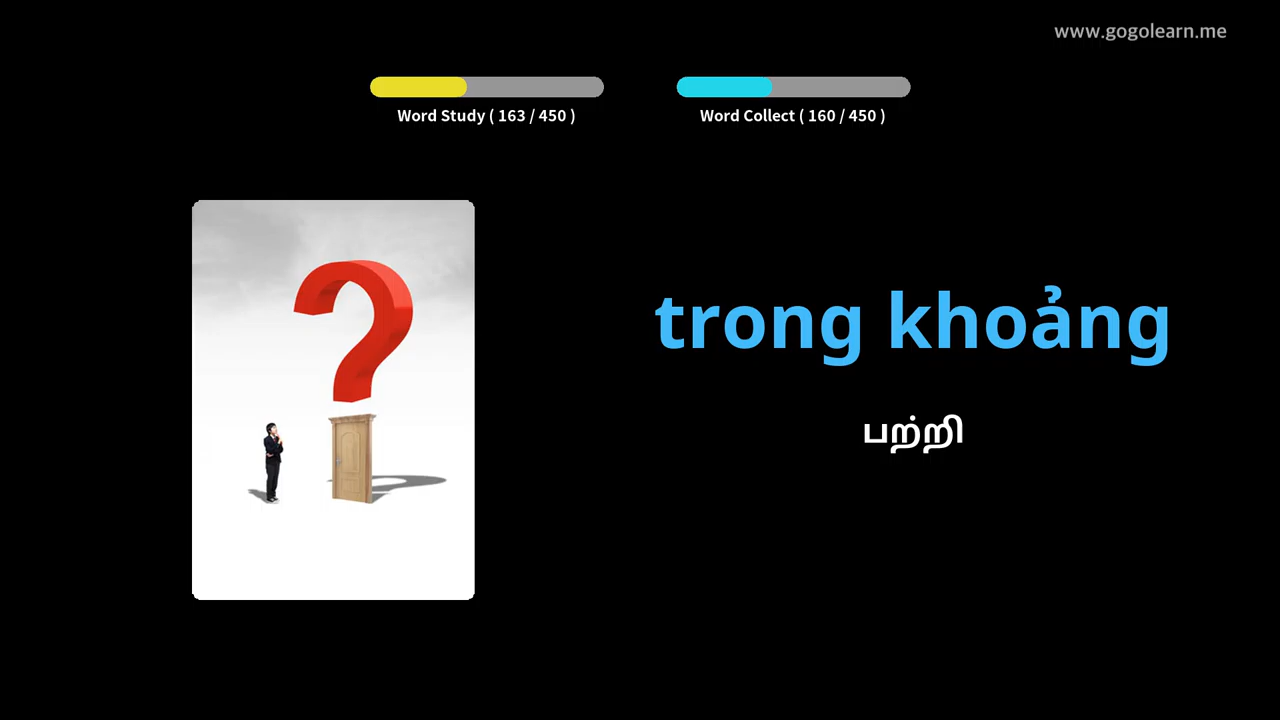 www.gogolearn.me
Word Study ( 163 / 450 )
Word Collect ( 160 / 450 )
trong khoảng
பற்றி